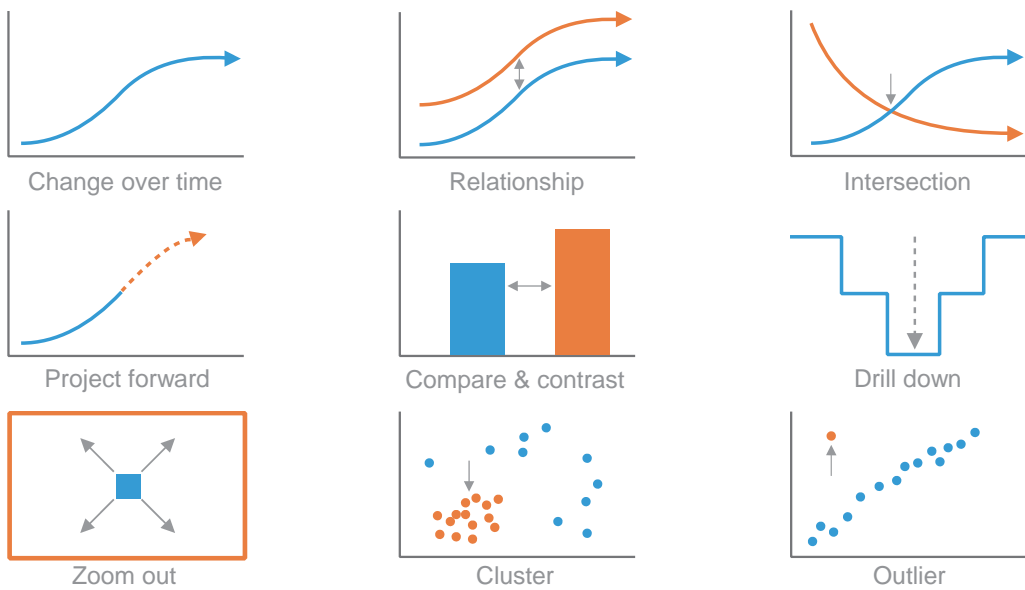 Change over time
Relationship
Intersection
Project forward
Compare & contrast
Drill down
Zoom out
Cluster
Outlier